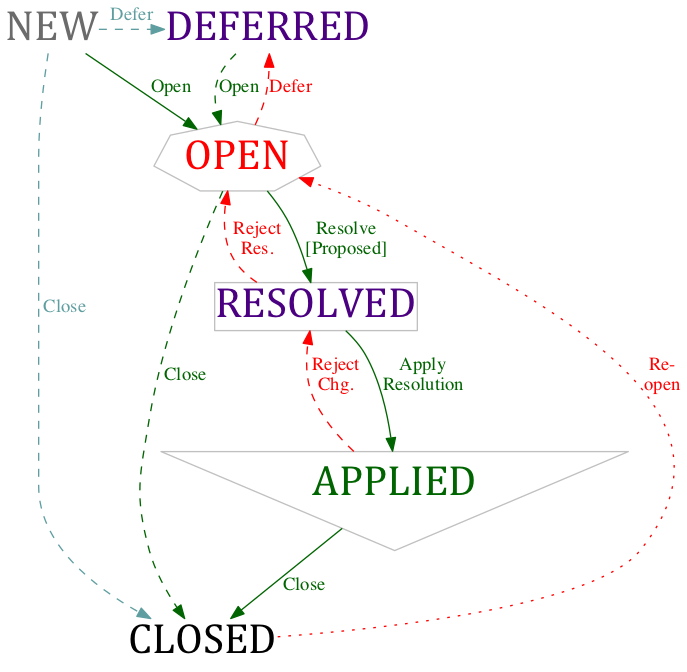 NEW
Defer
DEFERRED
Open
Open
Defer
OPEN
Reject
Res.
Resolve
[Proposed]
RESOLVED
Close
Close
Reject
Chg.
Apply
Resolution
Re-
open
APPLIED
Close
CLOSED